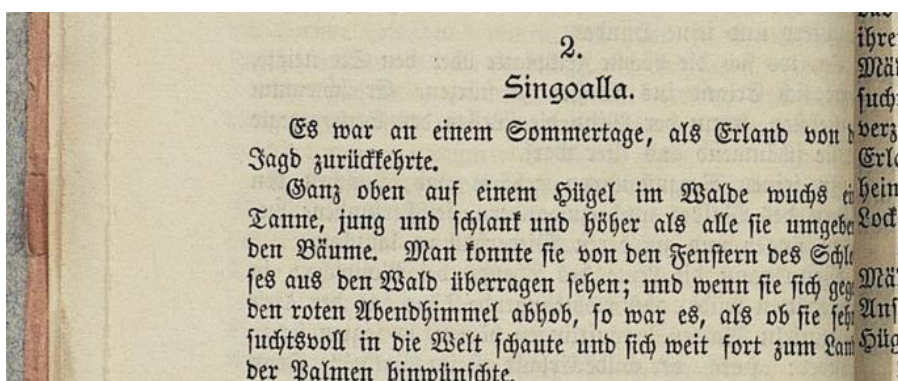 2.
Singoalla.
Es war an einem Sommertage, als Erland von
Jagd zurückkehrte.
Ganz oben auf einem Hügel im Walde wuchs
Tanne, jung und schlank und höher als alle sie
den Bäume. Man konnte sie von den Fenstern des
ses aus den Wald überragen sehen; und wenn sie sich
den roten Abendhimmel abhob, so war es, als ob sie
suchtsvoll in die Welt schaute und sich weit fort zum
der Palmen hinwünschte.